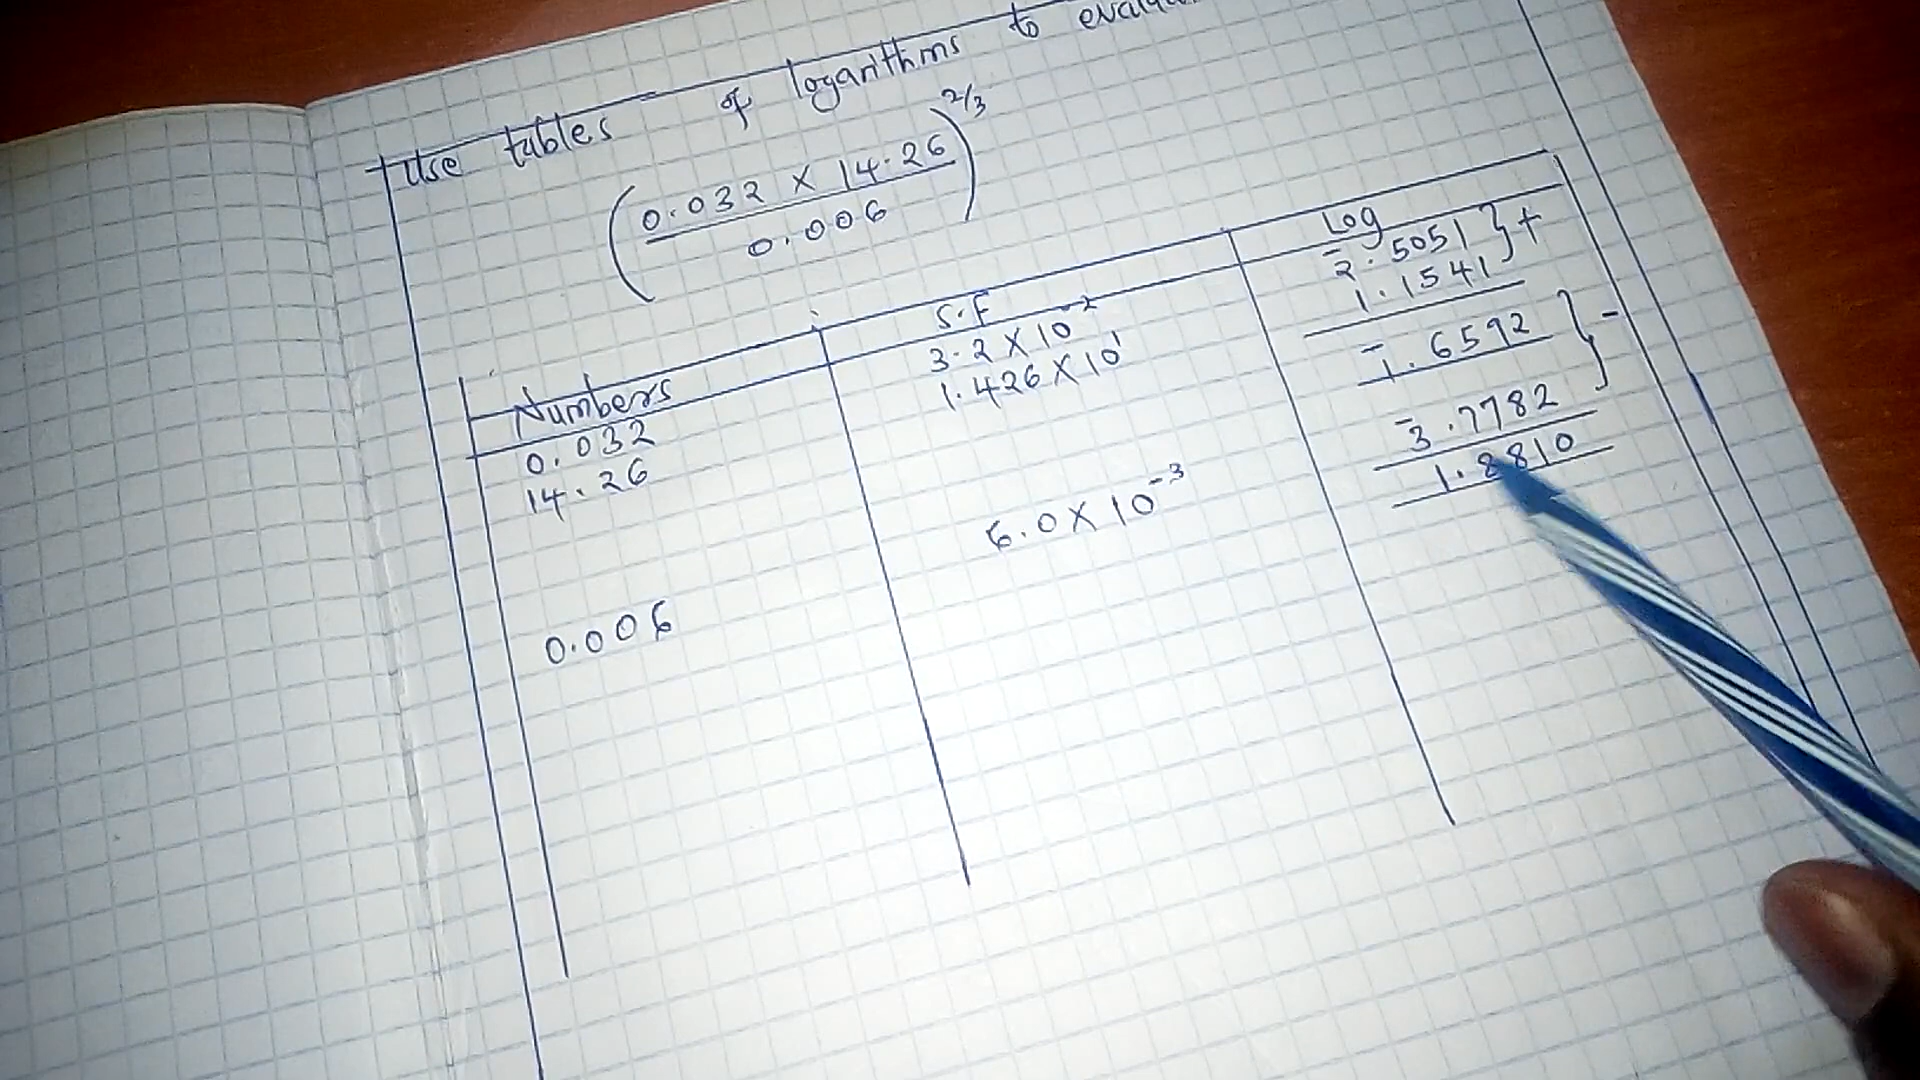 Use tables of logarithms to
(0.032 × 14.26 / 0.006)^2/3
Numbers S.F Log
0.032 3.2 × 10^-2 2̄.5051 } +
14.26 1.426 × 10^1 1.1541
1̄.6592 } -
0.006 6.0 × 10^-3 3̄.7782
1.8810